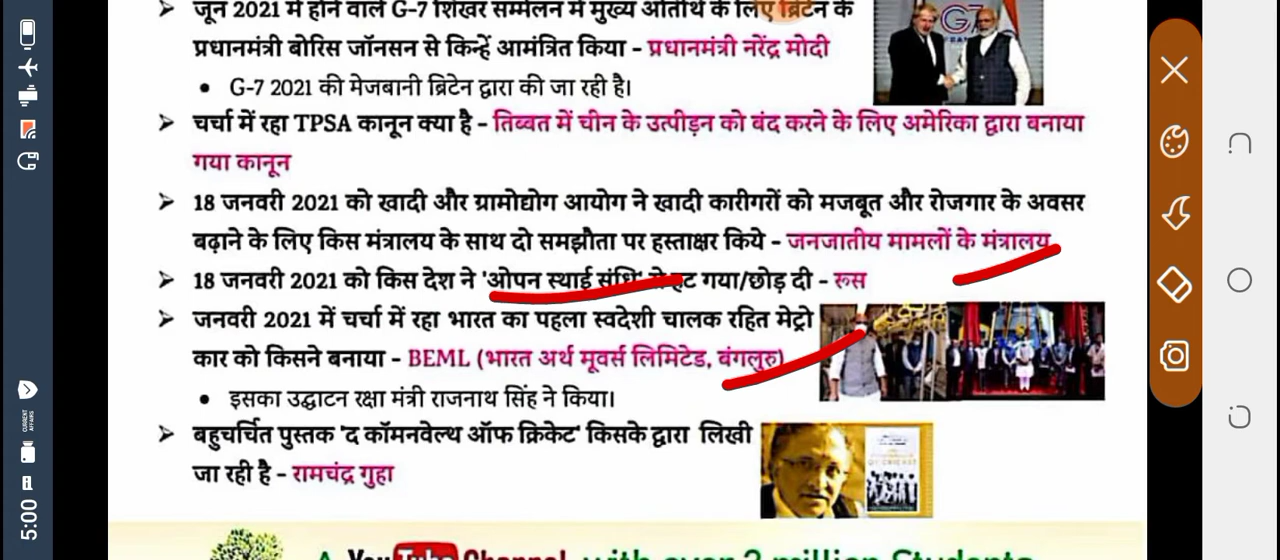 जून 2021 में होने वाले G-7 शिखर सम्मेलन में मुख्य अतिथि के लिए ब्रिटेन के
प्रधानमंत्री बोरिस जॉनसन से किन्हें आमंत्रित किया - प्रधानमंत्री नरेंद्र मोदी
• G-7 2021 की मेजबानी ब्रिटेन द्वारा की जा रही है।
➢ चर्चा में रहा TPSA कानून क्या है - तिब्बत में चीन के उत्पीड़न को बंद करने के लिए अमेरिका द्वारा बनाया
गया कानून
➢ 18 जनवरी 2021 को खादी और ग्रामोद्योग आयोग ने खादी कारीगरों को मजबूत और रोजगार के अवसर
बढ़ाने के लिए किस मंत्रालय के साथ दो समझौता पर हस्ताक्षर किये - जनजातीय मामलों के मंत्रालय
➢ 18 जनवरी 2021 को किस देश ने 'ओपन स्थाई संधि' से हट गया/छोड़ दी - रूस
➢ जनवरी 2021 में चर्चा में रहा भारत का पहला स्वदेशी चालक रहित मेट्रो
कार को किसने बनाया - BEML (भारत अर्थ मूवर्स लिमिटेड, बंगलुरु)
• इसका उद्घाटन रक्षा मंत्री राजनाथ सिंह ने किया।
➢ बहुचर्चित पुस्तक 'द कॉमनवेल्थ ऑफ क्रिकेट' किसके द्वारा लिखी
जा रही है - रामचंद्र गुहा
A YouTube Channel with over 2 million Students
G7
5:00
CURRENT
AFFAIRS